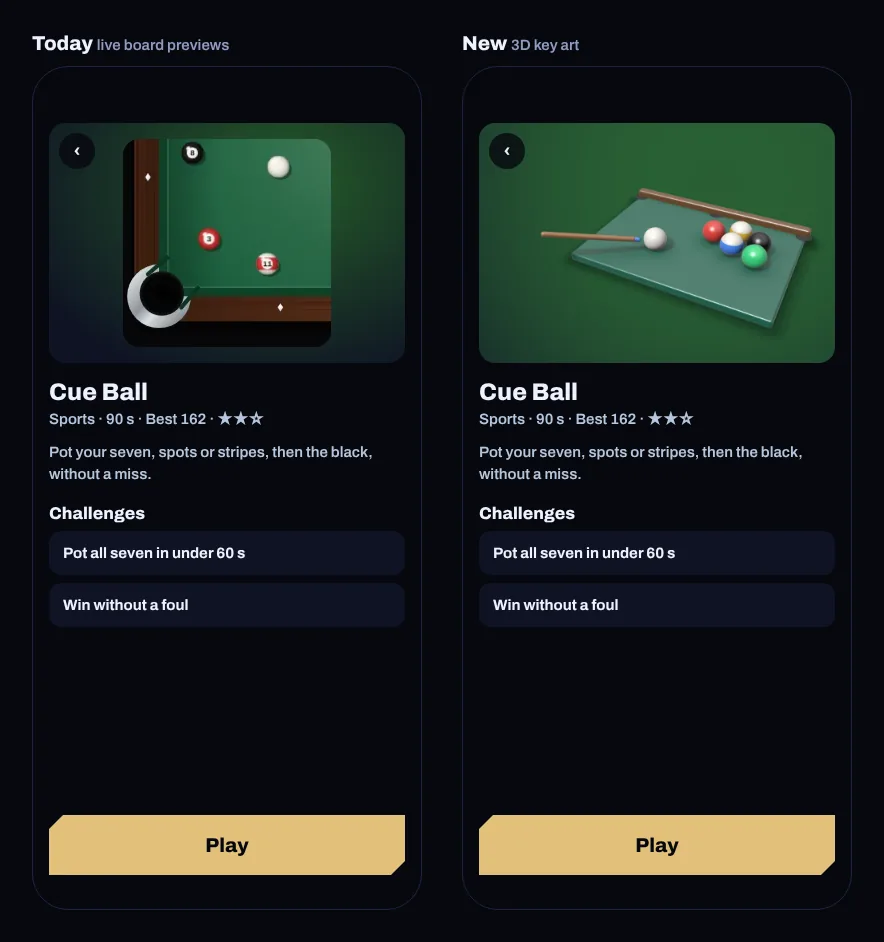 Today live board previews
8
3
11
Cue Ball
Sports · 90 s · Best 162 · ★★☆
Pot your seven, spots or stripes, then the black,
without a miss.
Challenges
Pot all seven in under 60 s
Win without a foul
Play
New 3D key art
Cue Ball
Sports · 90 s · Best 162 · ★★☆
Pot your seven, spots or stripes, then the black,
without a miss.
Challenges
Pot all seven in under 60 s
Win without a foul
Play